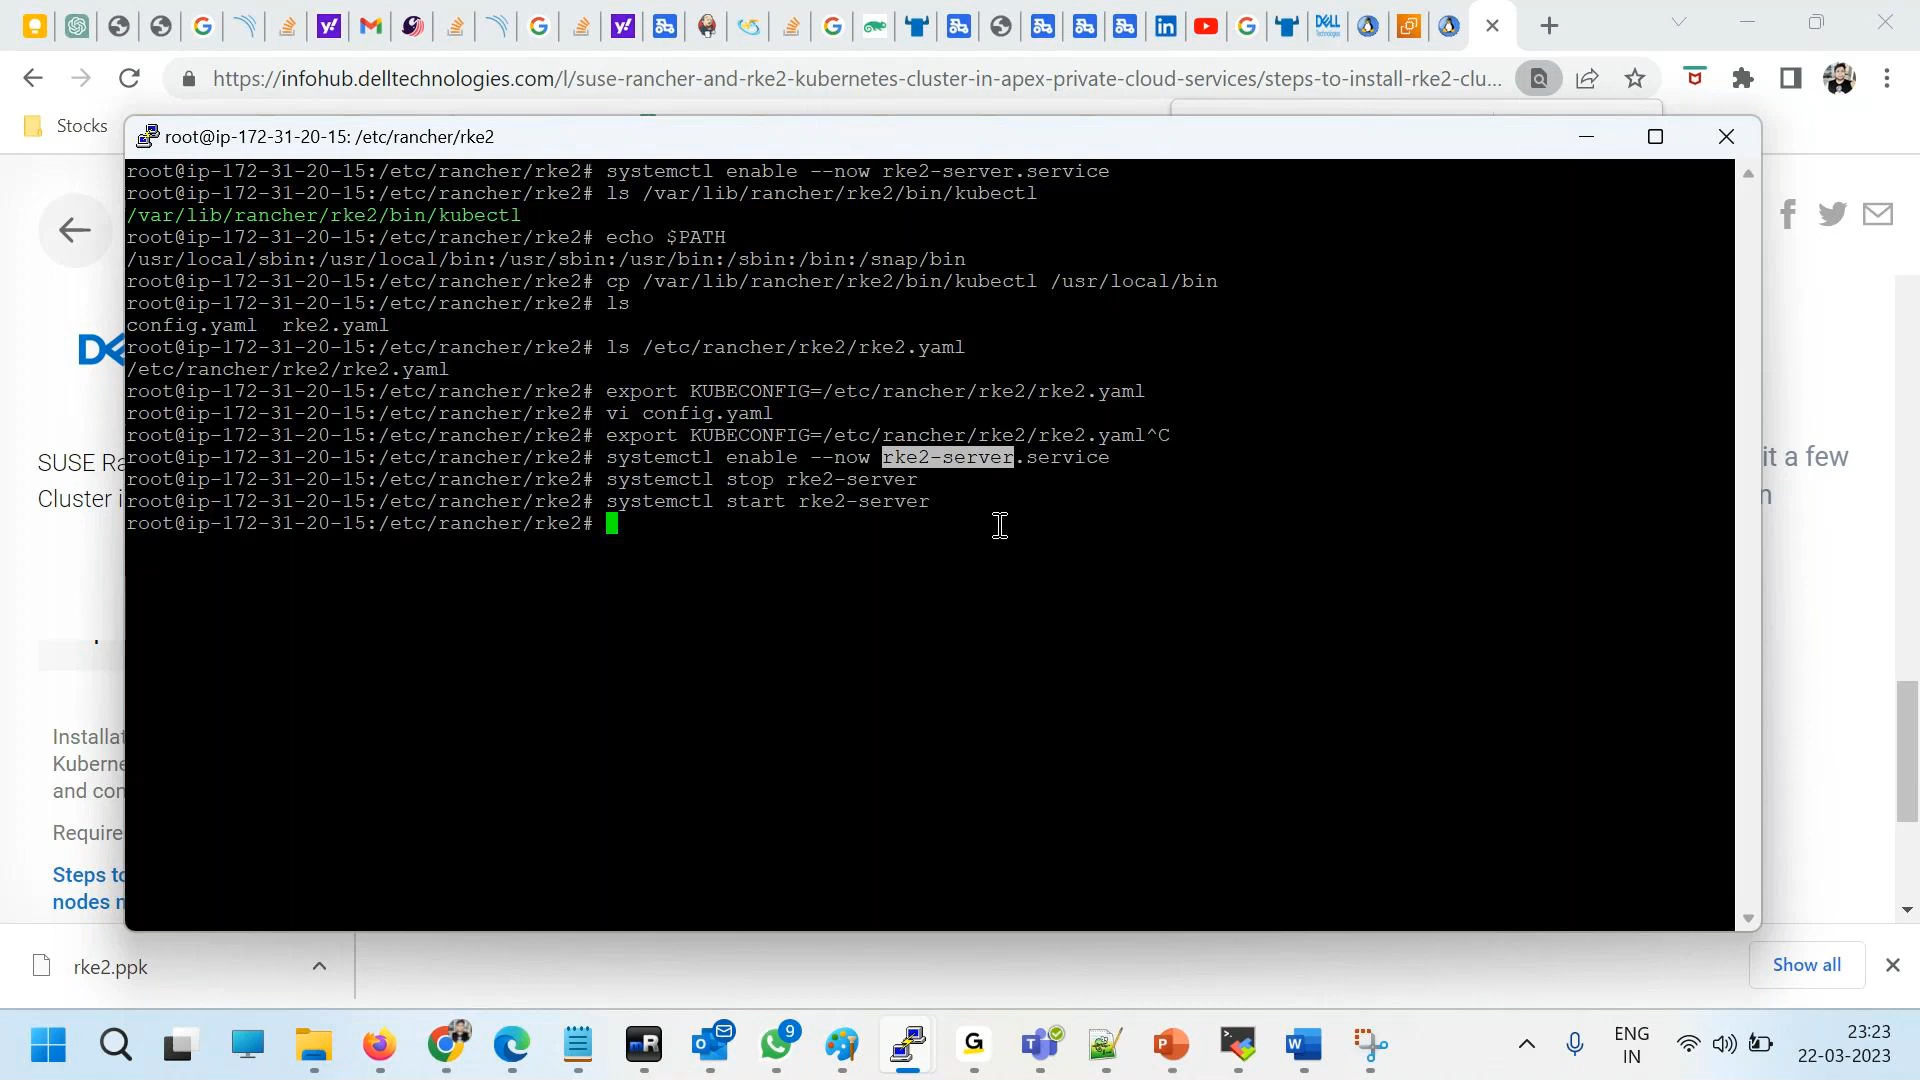 https://infohub.delltechnologies.com/l/suse-rancher-and-rke2-kubernetes-cluster-in-apex-private-cloud-services/steps-to-install-rke2-clu...
Stocks
root@ip-172-31-20-15: /etc/rancher/rke2
root@ip-172-31-20-15:/etc/rancher/rke2# systemctl enable --now rke2-server.service
root@ip-172-31-20-15:/etc/rancher/rke2# ls /var/lib/rancher/rke2/bin/kubectl
/var/lib/rancher/rke2/bin/kubectl
root@ip-172-31-20-15:/etc/rancher/rke2# echo $PATH
/usr/local/sbin:/usr/local/bin:/usr/sbin:/usr/bin:/sbin:/bin:/snap/bin
root@ip-172-31-20-15:/etc/rancher/rke2# cp /var/lib/rancher/rke2/bin/kubectl /usr/local/bin
root@ip-172-31-20-15:/etc/rancher/rke2# ls
config.yaml  rke2.yaml
root@ip-172-31-20-15:/etc/rancher/rke2# ls /etc/rancher/rke2/rke2.yaml
/etc/rancher/rke2/rke2.yaml
root@ip-172-31-20-15:/etc/rancher/rke2# export KUBECONFIG=/etc/rancher/rke2/rke2.yaml
root@ip-172-31-20-15:/etc/rancher/rke2# vi config.yaml
root@ip-172-31-20-15:/etc/rancher/rke2# export KUBECONFIG=/etc/rancher/rke2/rke2.yaml^C
root@ip-172-31-20-15:/etc/rancher/rke2# systemctl enable --now rke2-server.service
root@ip-172-31-20-15:/etc/rancher/rke2# systemctl stop rke2-server
root@ip-172-31-20-15:/etc/rancher/rke2# systemctl start rke2-server
root@ip-172-31-20-15:/etc/rancher/rke2#
SUSE Ra
Cluster i
it a few
n
Installat
Kuberne
and con
Require
Steps to
nodes n
rke2.ppk
Show all
9
ENG
IN
23:23
22-03-2023